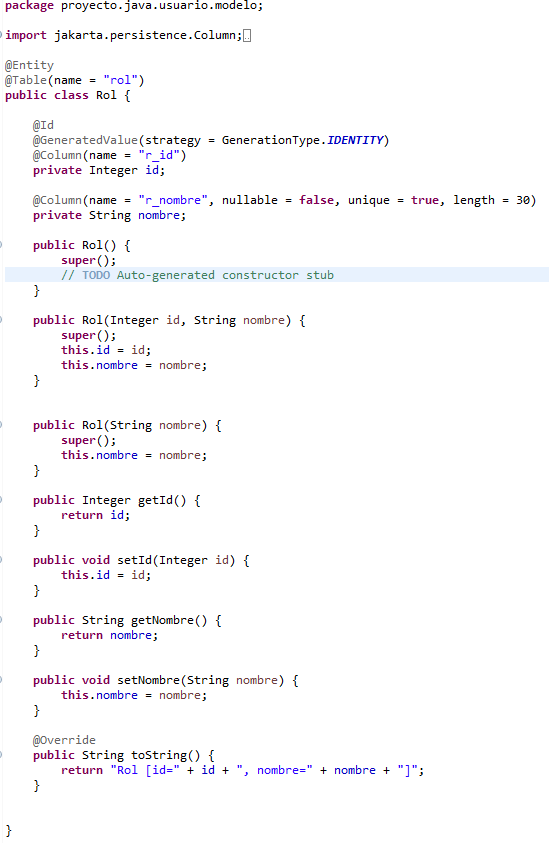 package proyecto.java.usuario.modelo;
import jakarta.persistence.Column;
@Entity
@Table(name = "rol")
public class Rol {
@Id
@GeneratedValue(strategy = GenerationType.IDENTITY)
@Column(name = "r_id")
private Integer id;
@Column(name = "r_nombre", nullable = false, unique = true, length = 30)
private String nombre;
public Rol() {
super();
// TODO Auto-generated constructor stub
}
public Rol(Integer id, String nombre) {
super();
this.id = id;
this.nombre = nombre;
}
public Rol(String nombre) {
super();
this.nombre = nombre;
}
public Integer getId() {
return id;
}
public void setId(Integer id) {
this.id = id;
}
public String getNombre() {
return nombre;
}
public void setNombre(String nombre) {
this.nombre = nombre;
}
@Override
public String toString() {
return "Rol [id=" + id + ", nombre=" + nombre + "]";
}
}